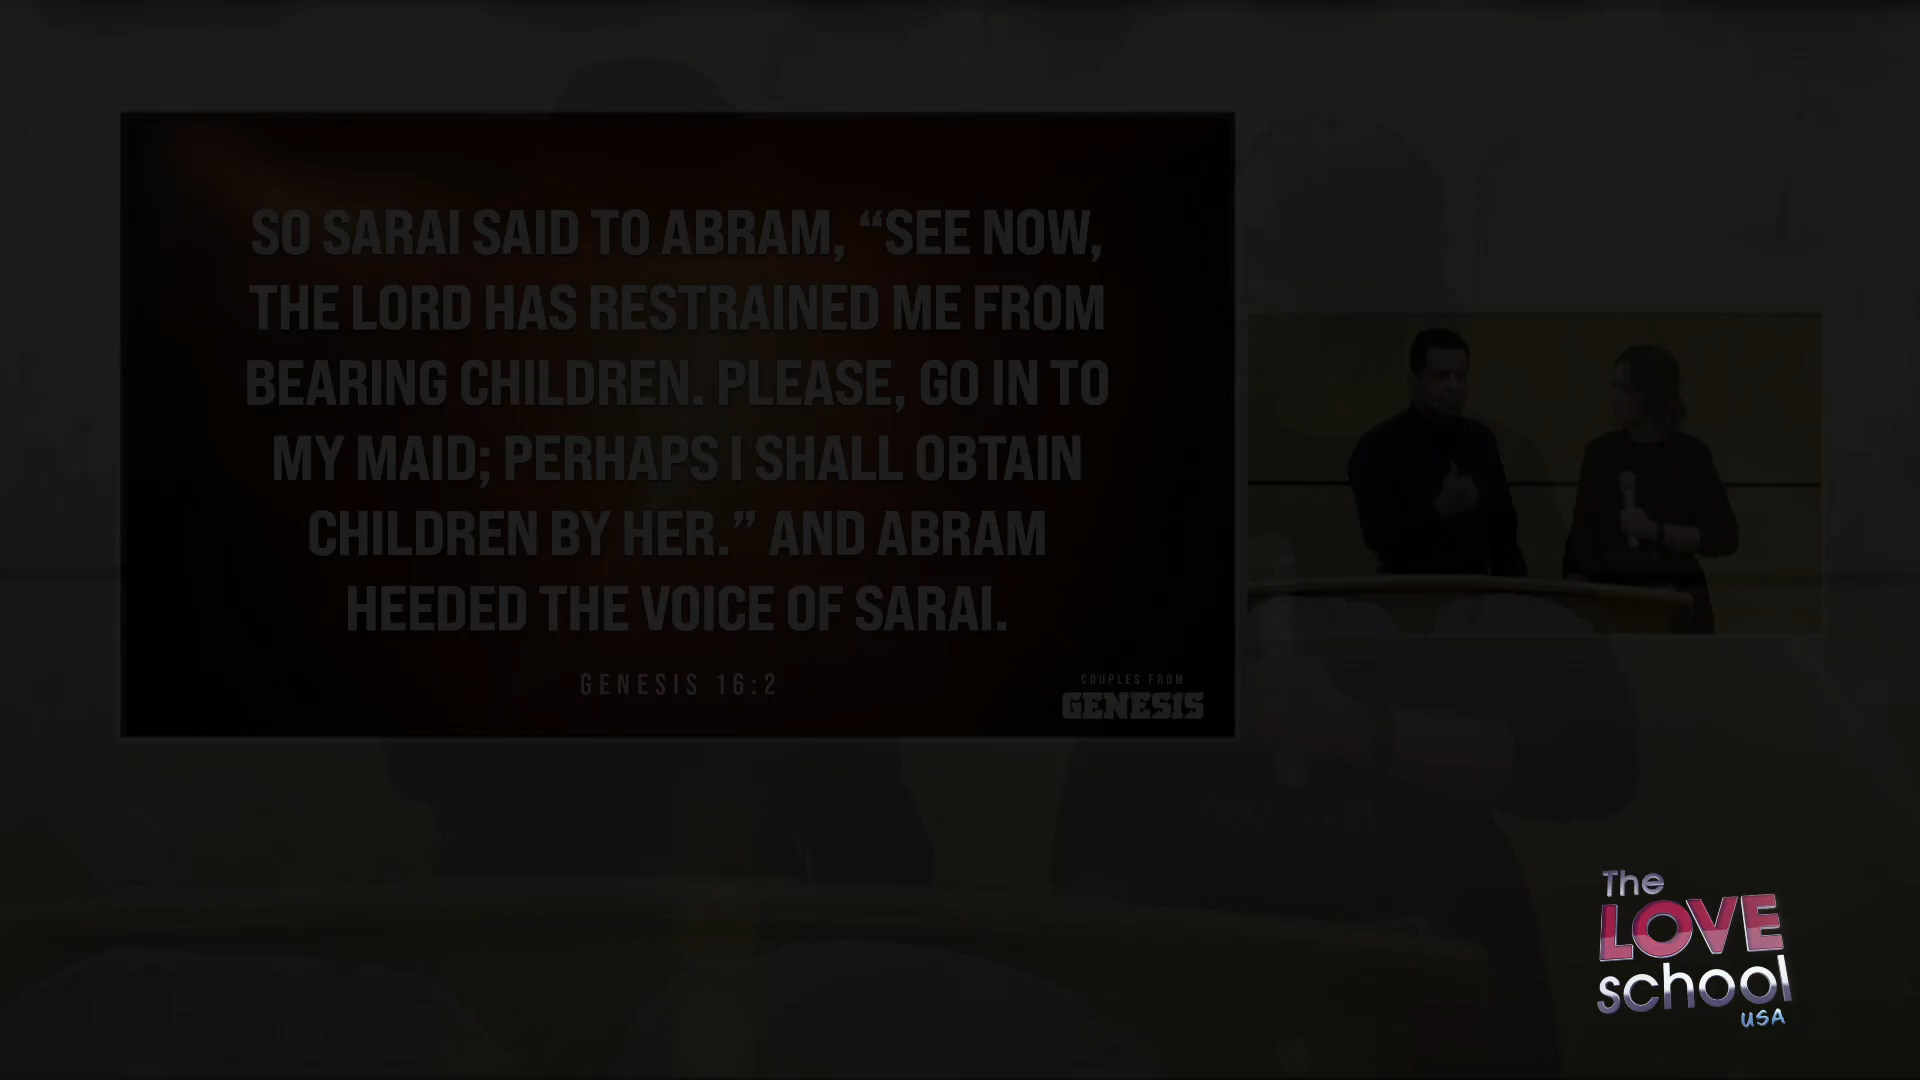 SO SARAI SAID TO ABRAM, “SEE NOW,
THE LORD HAS RESTRAINED ME FROM
BEARING CHILDREN. PLEASE, GO IN TO
MY MAID; PERHAPS I SHALL OBTAIN
CHILDREN BY HER.” AND ABRAM
HEEDED THE VOICE OF SARAI.
GENESIS 16:2
COUPLES FROM
GENESIS
The
LOVE
school
USA